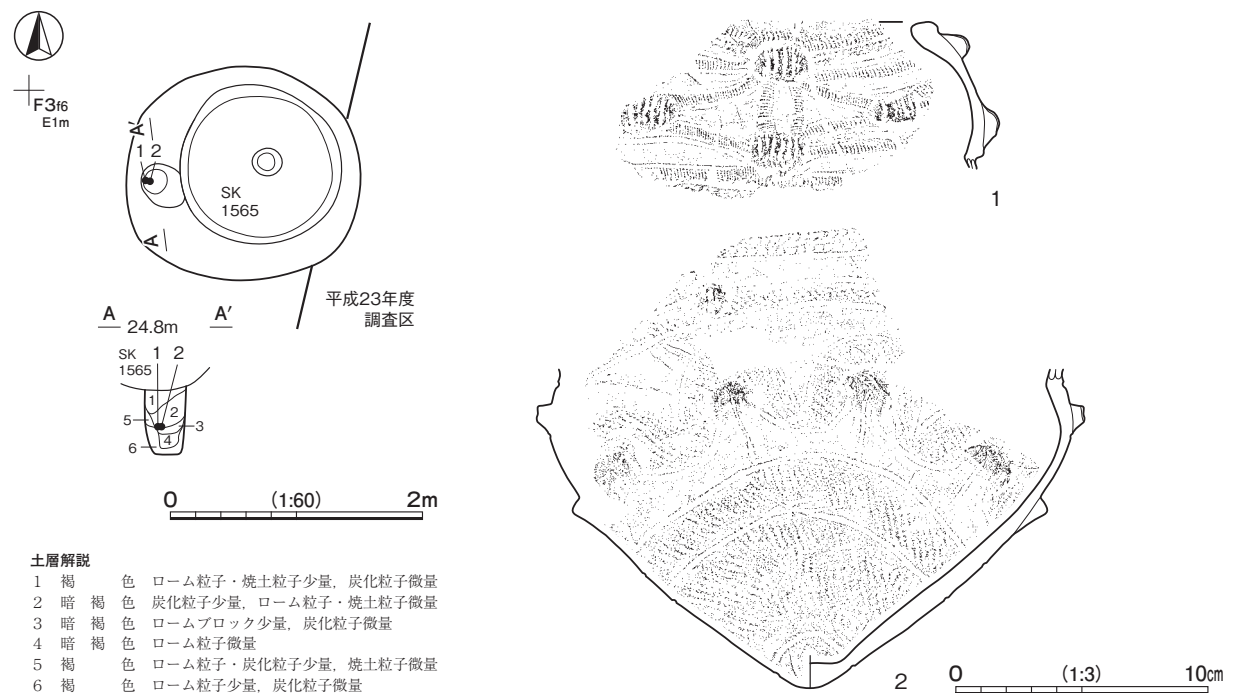 F3f6
E1m
A′
1 2
SK
1565
A
平成23年度
調査区
A 24.8m A′
SK 1 2
1565
1
2
5
3
4
6
0 (1:60) 2m
土層解説
1 褐 色 ローム粒子・焼土粒子少量，炭化粒子微量
2 暗 褐 色 炭化粒子少量，ローム粒子・焼土粒子微量
3 暗 褐 色 ロームブロック少量，炭化粒子微量
4 暗 褐 色 ローム粒子微量
5 褐 色 ローム粒子・炭化粒子少量，焼土粒子微量
6 褐 色 ローム粒子少量，炭化粒子微量
1
2
0 (1:3) 10㎝